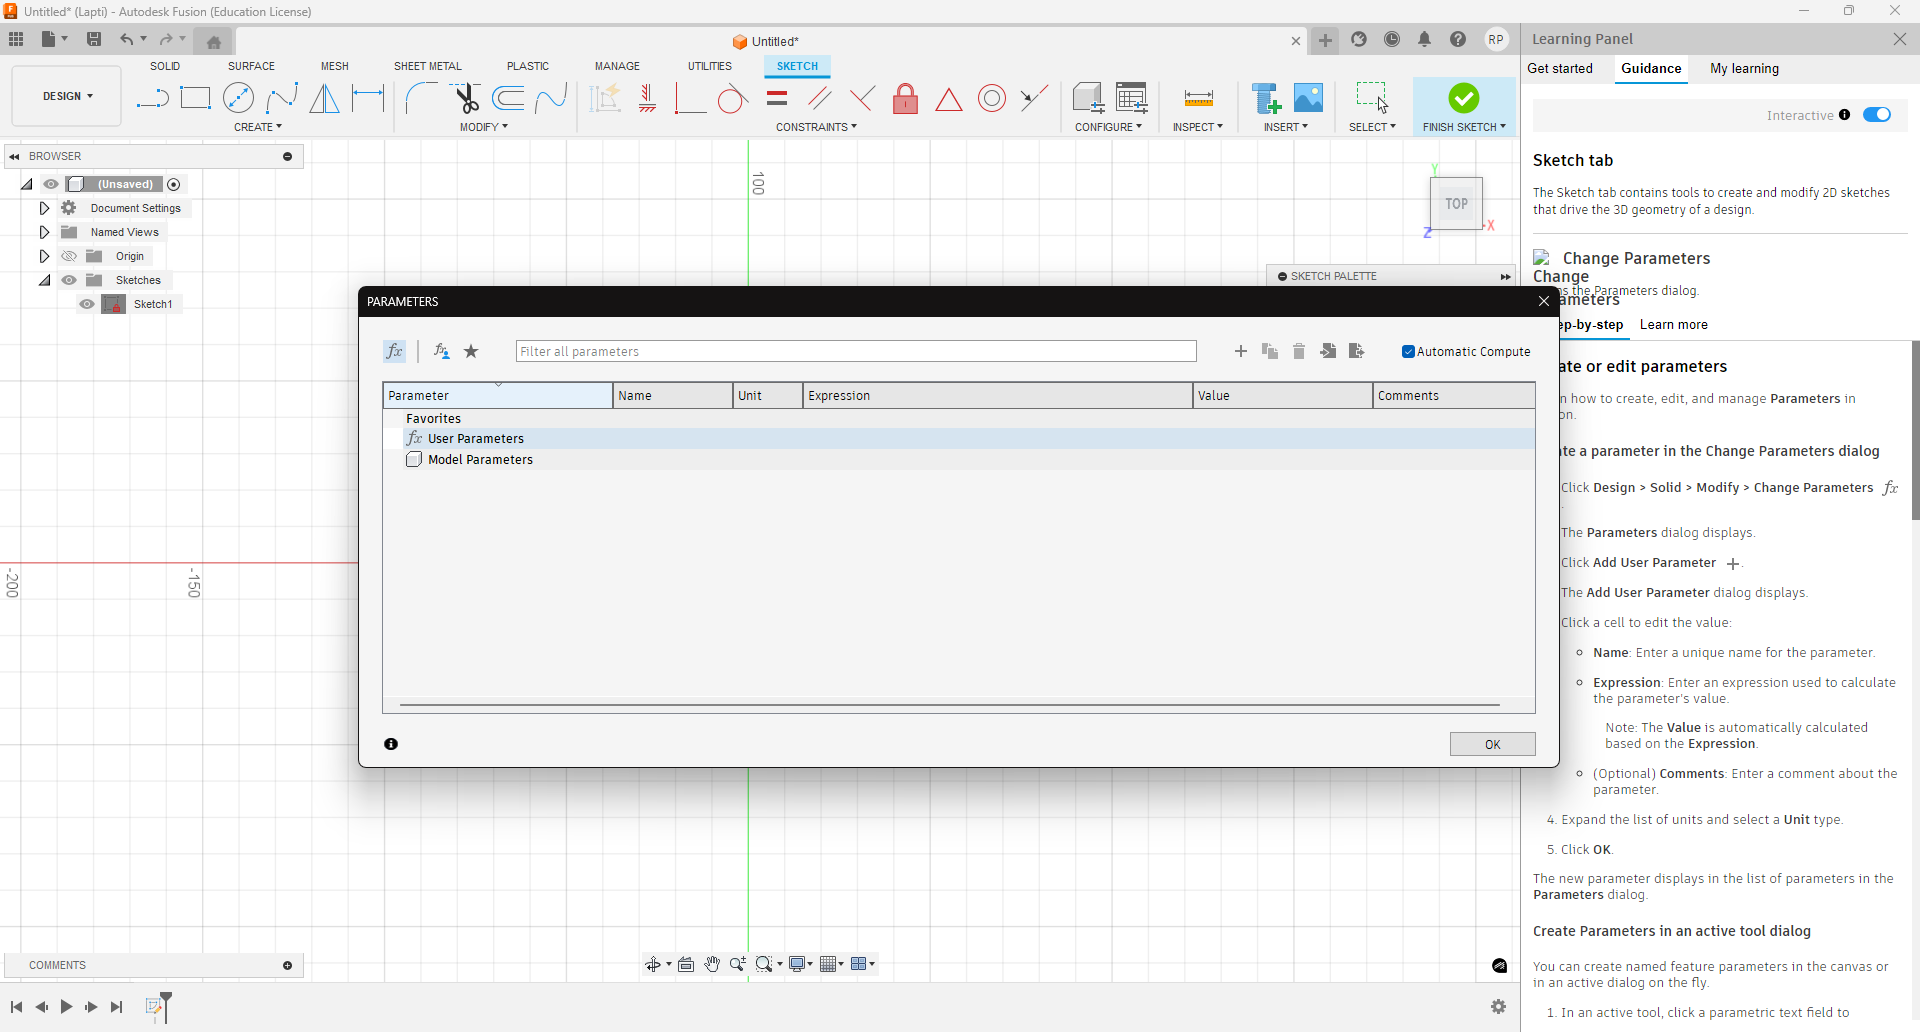 Untitled* (Lapti) - Autodesk Fusion (Education License)
Untitled*
RP
Learning Panel
DESIGN
SOLID
SURFACE
MESH
SHEET METAL
PLASTIC
MANAGE
UTILITIES
SKETCH
CREATE
MODIFY
CONSTRAINTS
CONFIGURE
INSPECT
INSERT
SELECT
FINISH SKETCH
Get started
Guidance
My learning
Interactive
BROWSER
(Unsaved)
Document Settings
Named Views
Origin
Sketches
Sketch1
100
-200
-150
TOP
Y
X
Z
SKETCH PALETTE
PARAMETERS
fx
Filter all parameters
Automatic Compute
Parameter
Name
Unit
Expression
Value
Comments
Favorites
fx User Parameters
Model Parameters
OK
Sketch tab
The Sketch tab contains tools to create and modify 2D sketches
that drive the 3D geometry of a design.
Change Parameters
Change
ameters
s the Parameters dialog.
ep-by-step
Learn more
ate or edit parameters
n how to create, edit, and manage Parameters in
on.
te a parameter in the Change Parameters dialog
Click Design > Solid > Modify > Change Parameters fx
.
The Parameters dialog displays.
Click Add User Parameter +.
The Add User Parameter dialog displays.
Click a cell to edit the value:
Name: Enter a unique name for the parameter.
Expression: Enter an expression used to calculate
the parameter's value.
Note: The Value is automatically calculated
based on the Expression.
(Optional) Comments: Enter a comment about the
parameter.
4. Expand the list of units and select a Unit type.
5. Click OK.
The new parameter displays in the list of parameters in the
Parameters dialog.
Create Parameters in an active tool dialog
You can create named feature parameters in the canvas or
in an active dialog on the fly.
1. In an active tool, click a parametric text field to
COMMENTS